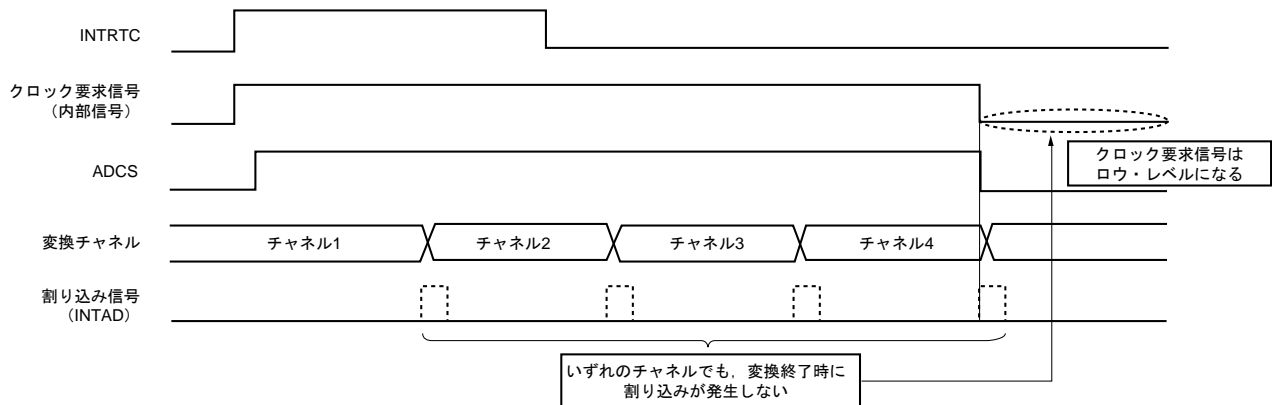 INTRTC
クロック要求信号
（内部信号）
ADCS
クロック要求信号は
ロウ・レベルになる
変換チャネル
チャネル1
チャネル2
チャネル3
チャネル4
割り込み信号
（INTAD）
いずれのチャネルでも，変換終了時に
割り込みが発生しない